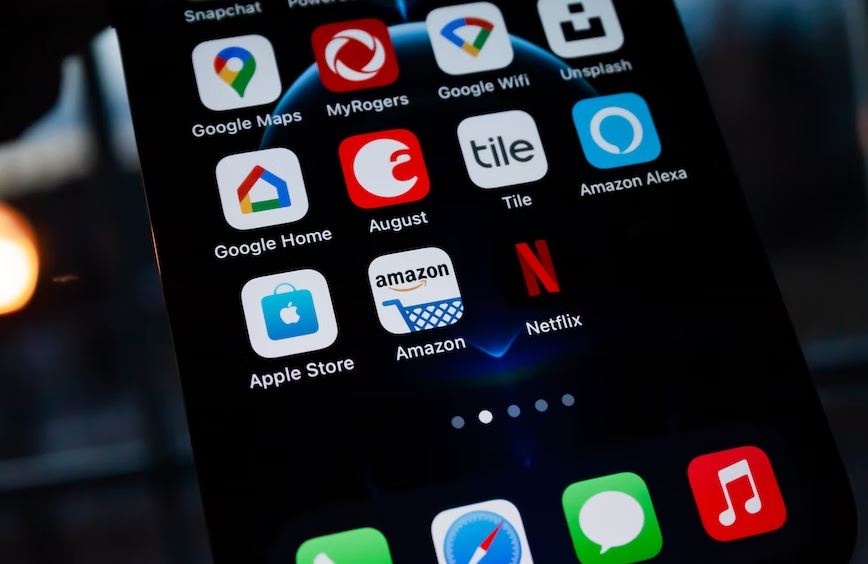 Snapchat
Google Maps
MyRogers
Google Wifi
Unsplash
tile
Google Home
August
Tile
Amazon Alexa
amazon
Apple Store
Amazon
Netflix